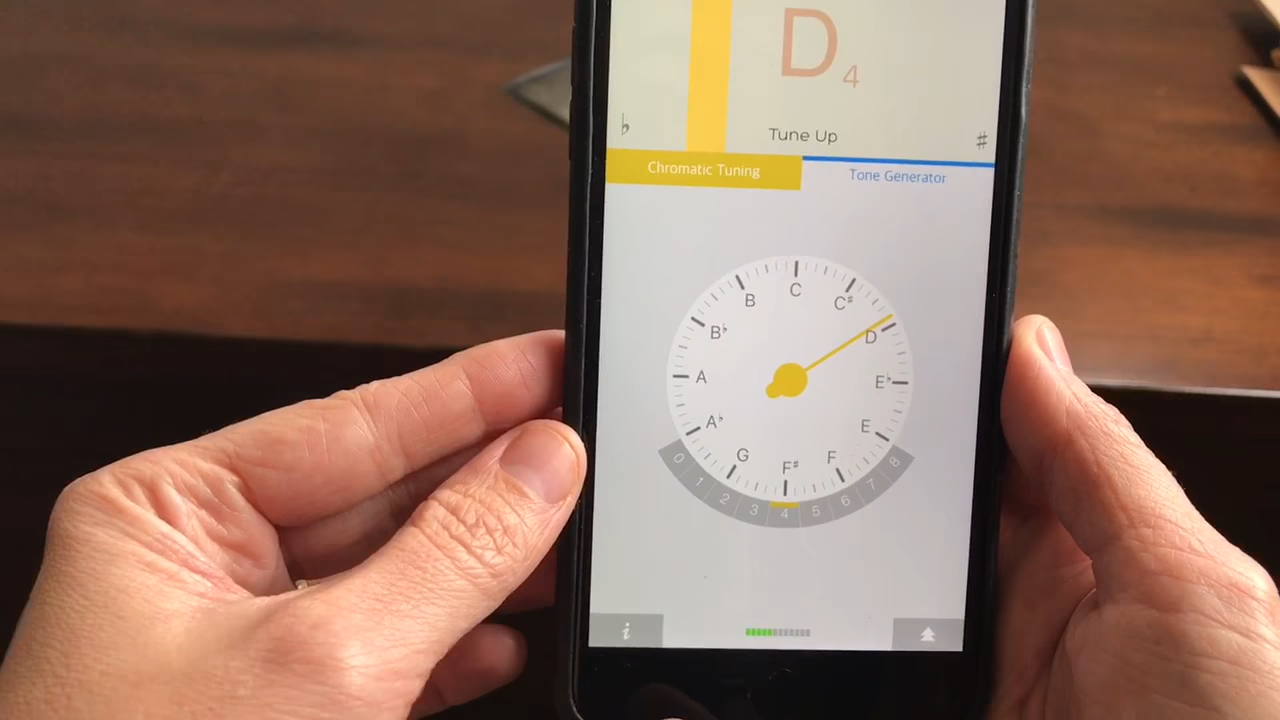 D4
♭
Tune Up
♯
Chromatic Tuning
Tone Generator
C
B
C♯
B♭
D
A
E♭
A♭
E
G
F♯
F
0 1 2 3 4 5 6 7 8
i